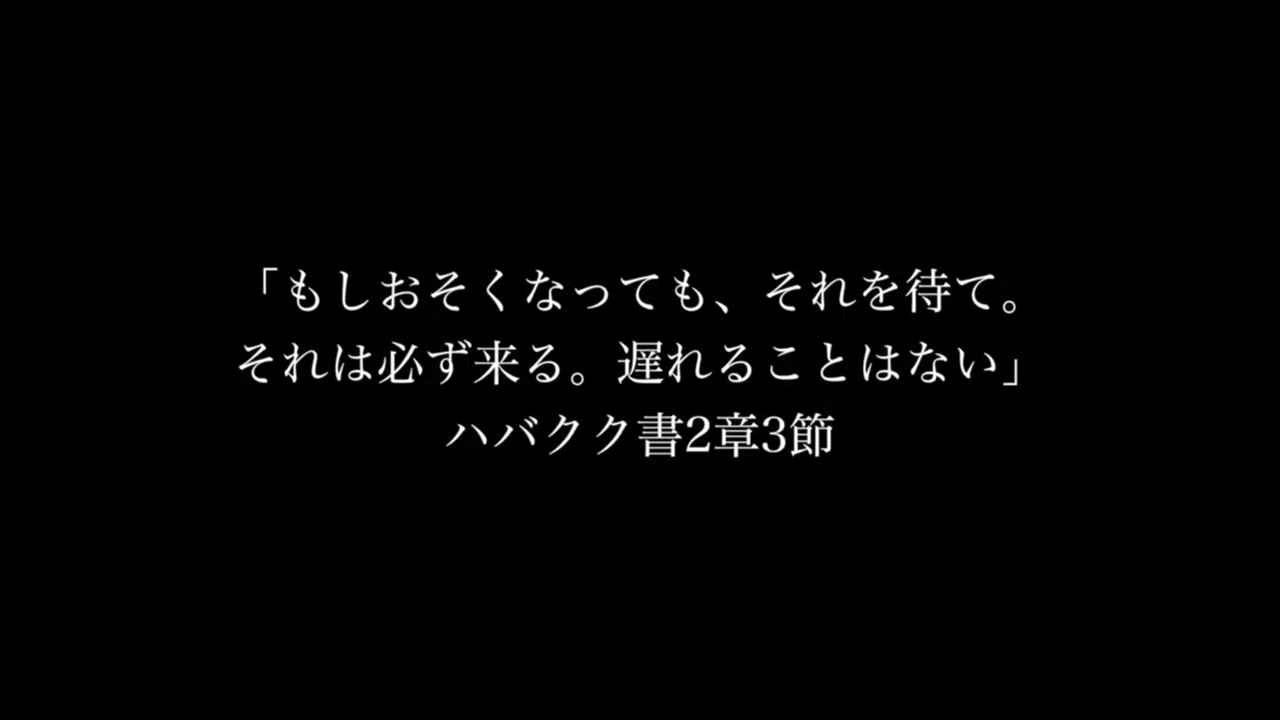 「もしおそくなっても、それを待て。
それは必ず来る。遅れることはない」
ハバクク書2章3節